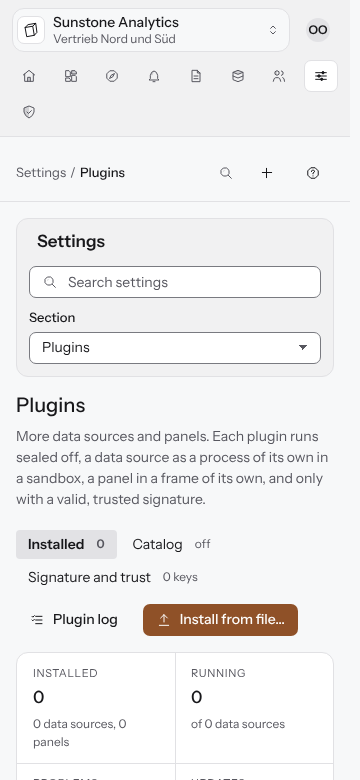 Sunstone Analytics
Vertrieb Nord und Süd
OO
Settings / Plugins
Settings
Search settings
Section
Plugins
Plugins
More data sources and panels. Each plugin runs
sealed off, a data source as a process of its own in
a sandbox, a panel in a frame of its own, and only
with a valid, trusted signature.
Installed 0 Catalog off
Signature and trust 0 keys
Plugin log Install from file...
INSTALLED
0
0 data sources, 0
panels
RUNNING
0
of 0 data sources